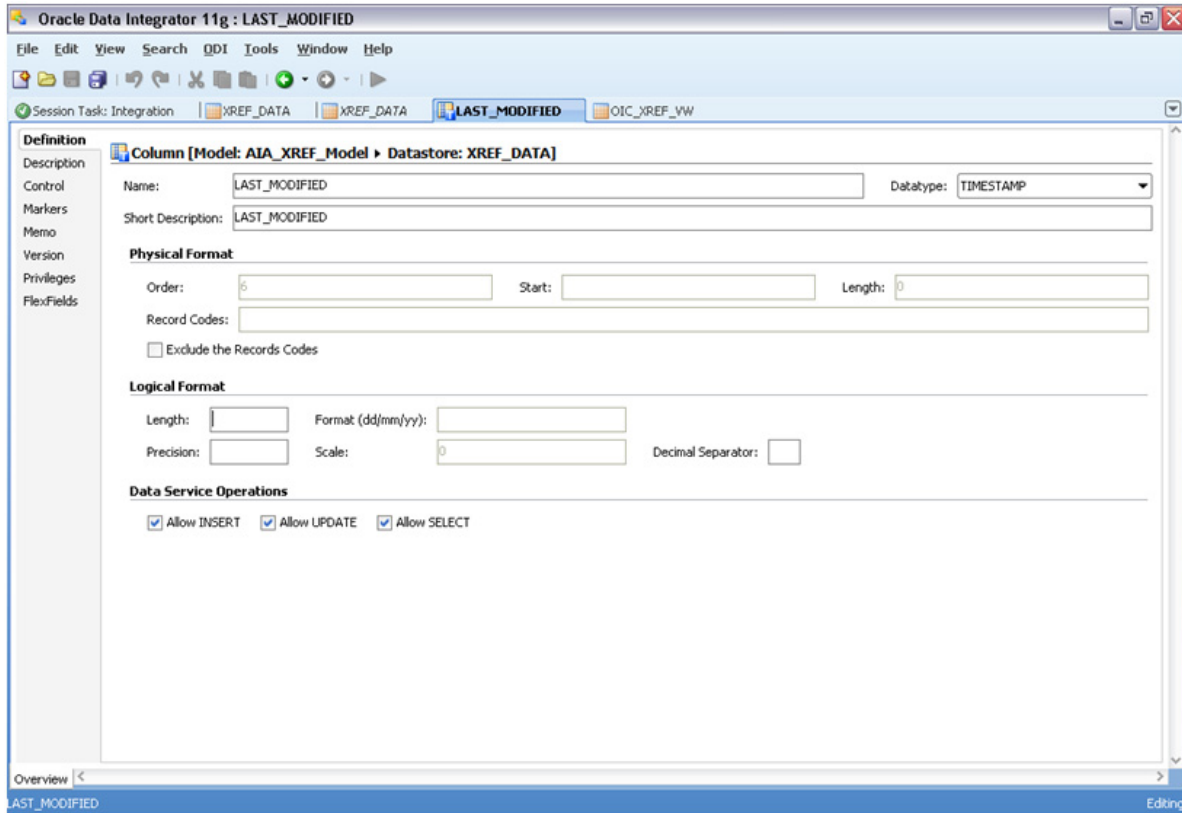 Oracle Data Integrator 11g : LAST_MODIFIED
File Edit View Search ODI Tools Window Help
Session Task: Integration XREF_DATA XREF_DATA LAST_MODIFIED OIC_XREF_VW
Definition
Description
Control
Markers
Memo
Version
Privileges
FlexFields
Column [Model: AIA_XREF_Model ▸ Datastore: XREF_DATA]
Name: LAST_MODIFIED Datatype: TIMESTAMP
Short Description: LAST_MODIFIED
Physical Format
Order: 6 Start: Length: 0
Record Codes:
Exclude the Records Codes
Logical Format
Length: Format (dd/mm/yy):
Precision: Scale: 0 Decimal Separator:
Data Service Operations
Allow INSERT Allow UPDATE Allow SELECT
Overview
LAST_MODIFIED Editing